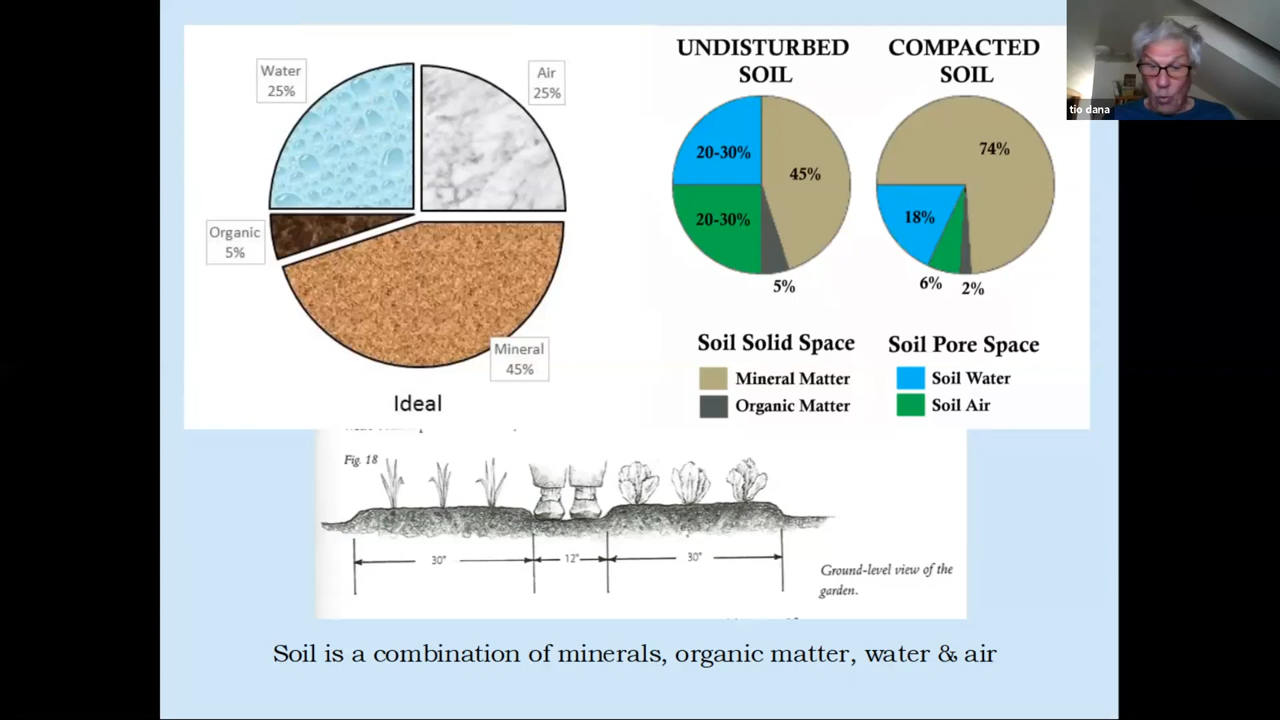 Water
25%
Air
25%
Organic
5%
Mineral
45%
Ideal
UNDISTURBED
SOIL
20-30%
45%
20-30%
5%
COMPACTED
SOIL
74%
18%
6%
2%
Soil Solid Space
Mineral Matter
Organic Matter
Soil Pore Space
Soil Water
Soil Air
tio dana
Fig. 18
30"
12"
30"
Ground-level view of the
garden.
Soil is a combination of minerals, organic matter, water & air